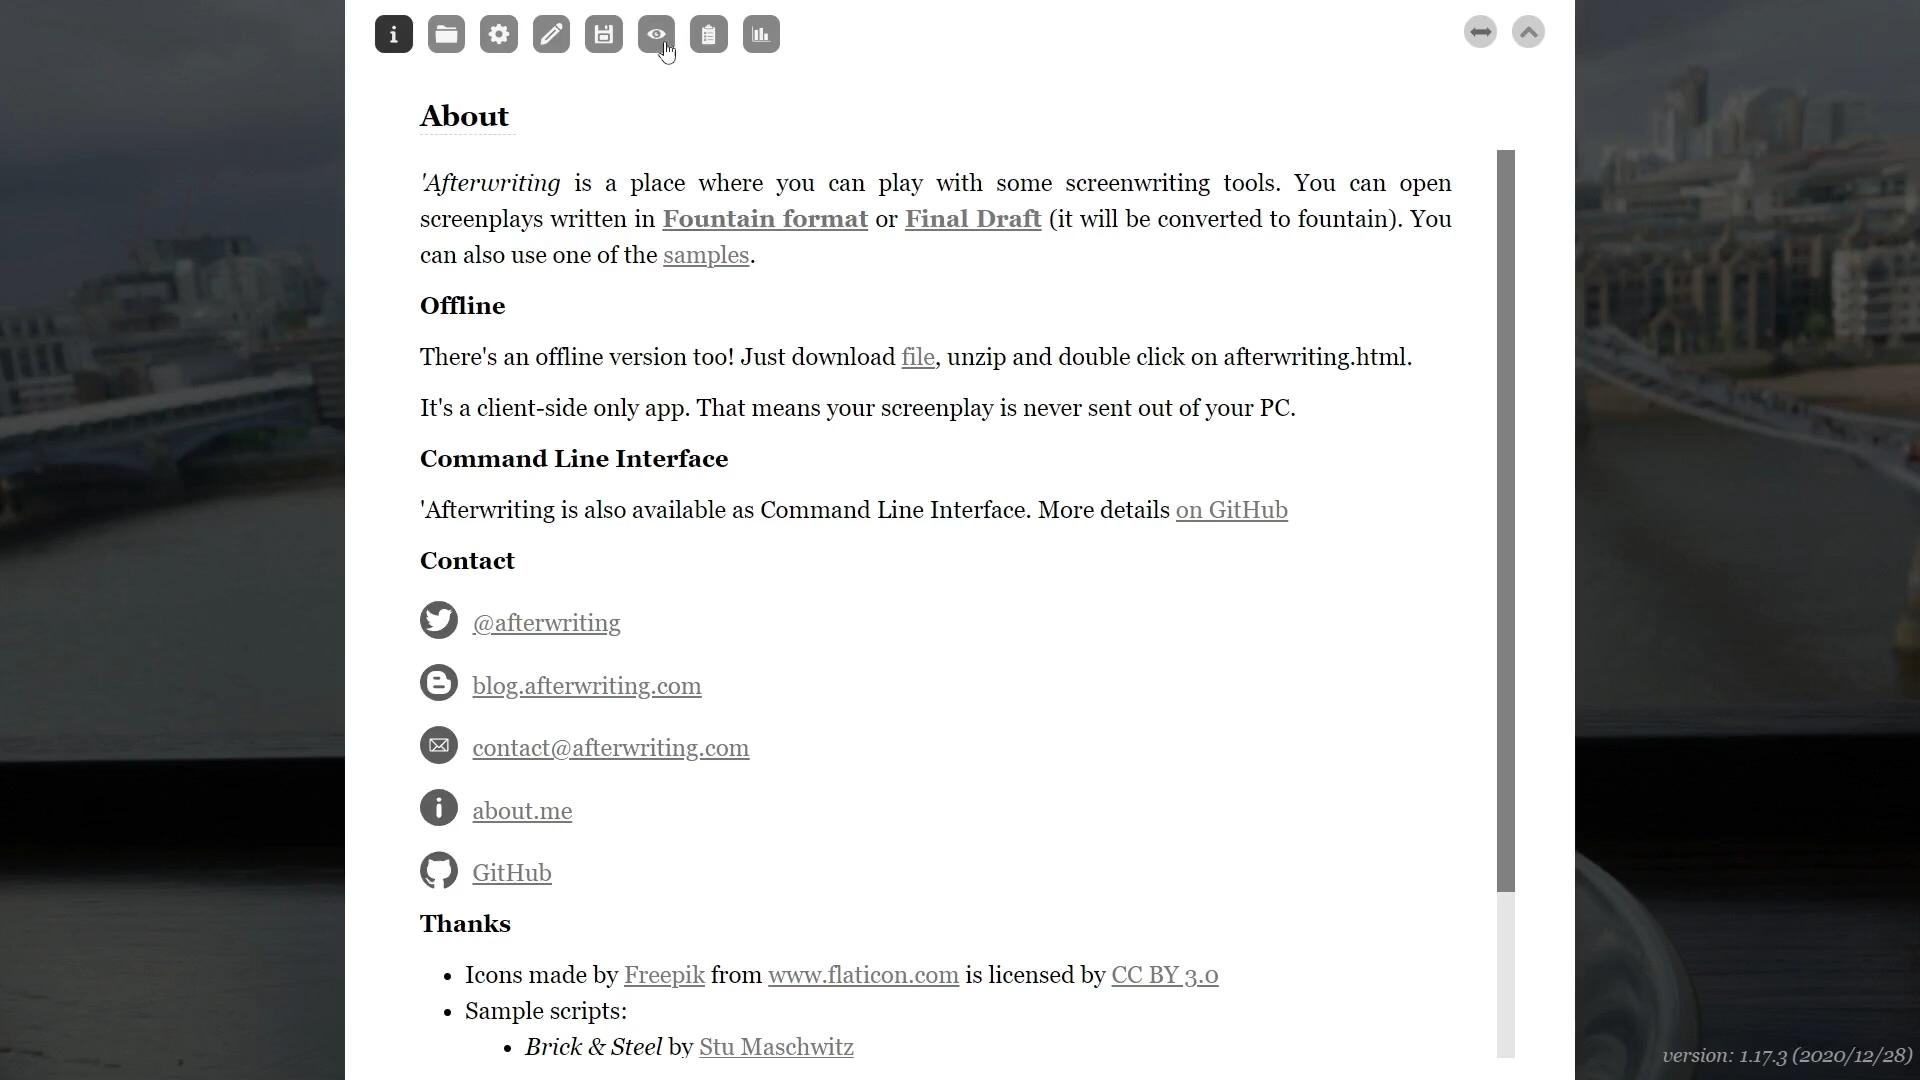 About
'Afterwriting is a place where you can play with some screenwriting tools. You can open
screenplays written in Fountain format or Final Draft (it will be converted to fountain). You
can also use one of the samples.
Offline
There's an offline version too! Just download file, unzip and double click on afterwriting.html.
It's a client-side only app. That means your screenplay is never sent out of your PC.
Command Line Interface
'Afterwriting is also available as Command Line Interface. More details on GitHub
Contact
@afterwriting
blog.afterwriting.com
contact@afterwriting.com
about.me
GitHub
Thanks
• Icons made by Freepik from www.flaticon.com is licensed by CC BY 3.0
• Sample scripts:
• Brick & Steel by Stu Maschwitz
version: 1.17.3 (2020/12/28)